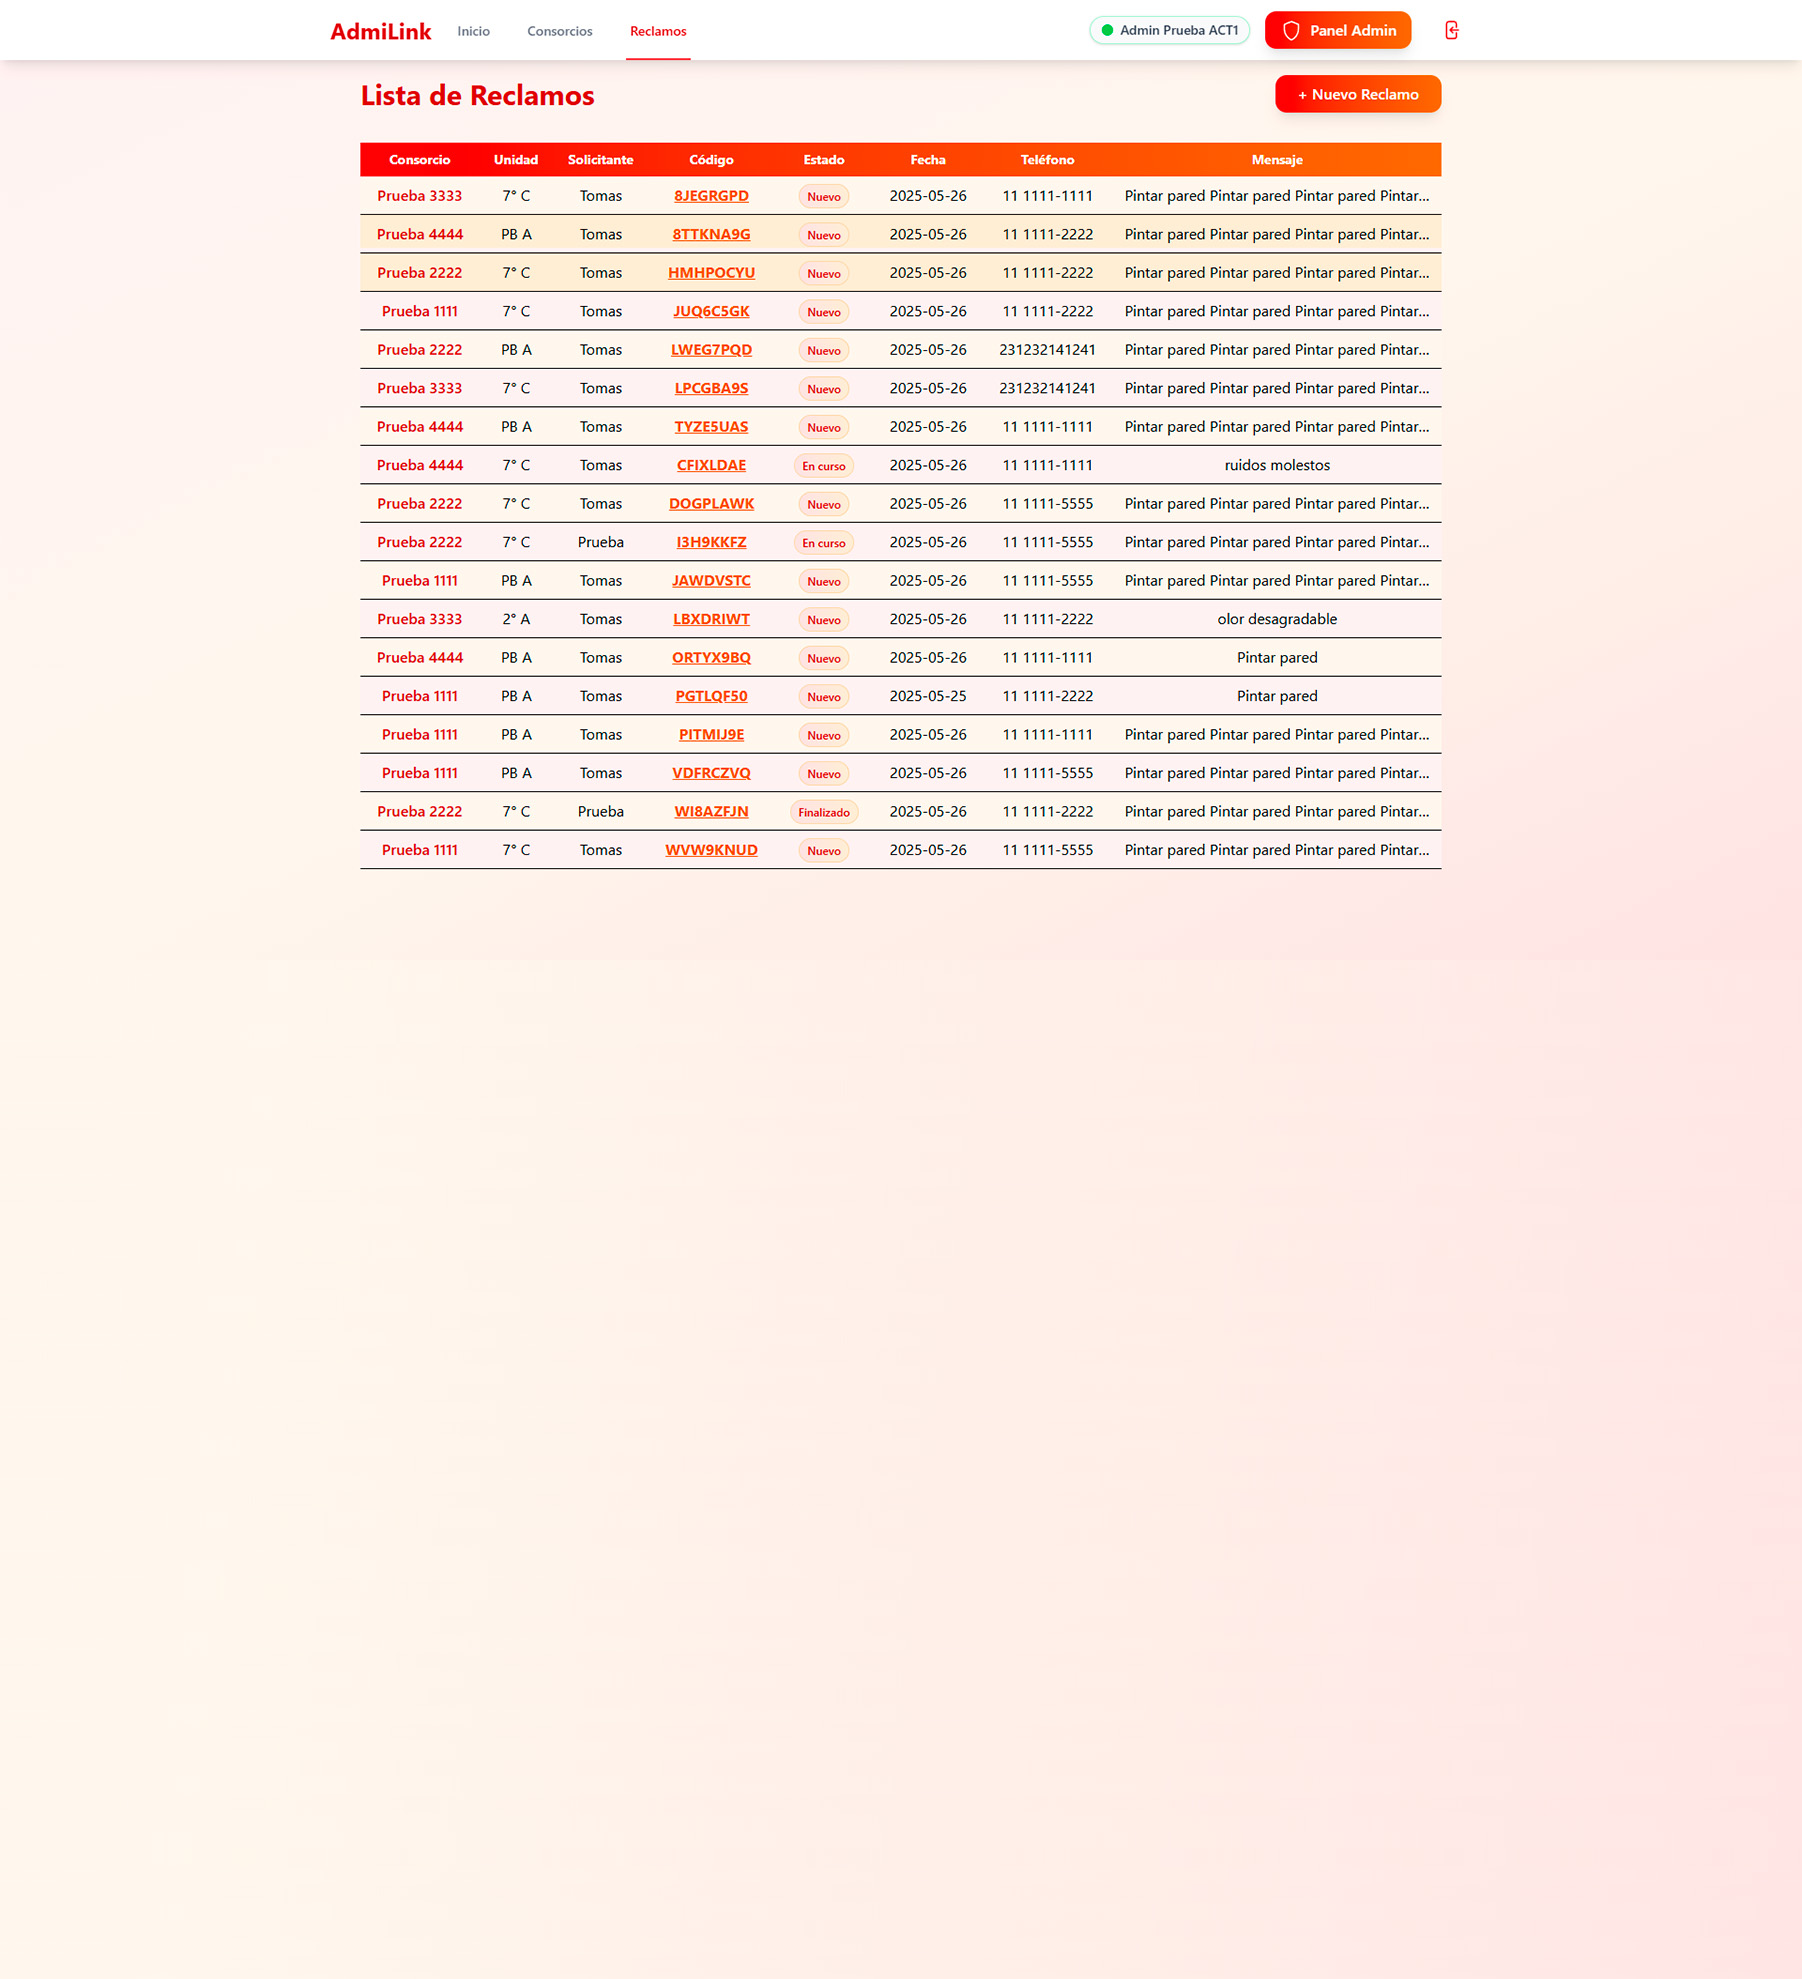 AdmiLink Inicio Consorcios Reclamos Admin Prueba ACT1 Panel Admin
Lista de Reclamos + Nuevo Reclamo
Consorcio Unidad Solicitante Código Estado Fecha Teléfono Mensaje
Prueba 3333 7° C Tomas 8JEGRGPD Nuevo 2025-05-26 11 1111-1111 Pintar pared Pintar pared Pintar pared Pintar...
Prueba 4444 PB A Tomas 8TTKNA9G Nuevo 2025-05-26 11 1111-2222 Pintar pared Pintar pared Pintar pared Pintar...
Prueba 2222 7° C Tomas HMHPOCYU Nuevo 2025-05-26 11 1111-2222 Pintar pared Pintar pared Pintar pared Pintar...
Prueba 1111 7° C Tomas JUQ6C5GK Nuevo 2025-05-26 11 1111-2222 Pintar pared Pintar pared Pintar pared Pintar...
Prueba 2222 PB A Tomas LWEG7PQD Nuevo 2025-05-26 231232141241 Pintar pared Pintar pared Pintar pared Pintar...
Prueba 3333 7° C Tomas LPCGBA9S Nuevo 2025-05-26 231232141241 Pintar pared Pintar pared Pintar pared Pintar...
Prueba 4444 PB A Tomas TYZE5UAS Nuevo 2025-05-26 11 1111-1111 Pintar pared Pintar pared Pintar pared Pintar...
Prueba 4444 7° C Tomas CFIXLDAE En curso 2025-05-26 11 1111-1111 ruidos molestos
Prueba 2222 7° C Tomas DOGPLAWK Nuevo 2025-05-26 11 1111-5555 Pintar pared Pintar pared Pintar pared Pintar...
Prueba 2222 7° C Prueba I3H9KKFZ En curso 2025-05-26 11 1111-5555 Pintar pared Pintar pared Pintar pared Pintar...
Prueba 1111 PB A Tomas JAWDVSTC Nuevo 2025-05-26 11 1111-5555 Pintar pared Pintar pared Pintar pared Pintar...
Prueba 3333 2° A Tomas LBXDRIWT Nuevo 2025-05-26 11 1111-2222 olor desagradable
Prueba 4444 PB A Tomas ORTYX9BQ Nuevo 2025-05-26 11 1111-1111 Pintar pared
Prueba 1111 PB A Tomas PGTLQF50 Nuevo 2025-05-25 11 1111-2222 Pintar pared
Prueba 1111 PB A Tomas PITMIJ9E Nuevo 2025-05-26 11 1111-1111 Pintar pared Pintar pared Pintar pared Pintar...
Prueba 1111 PB A Tomas VDFRCZVQ Nuevo 2025-05-26 11 1111-5555 Pintar pared Pintar pared Pintar pared Pintar...
Prueba 2222 7° C Prueba WI8AZFJN Finalizado 2025-05-26 11 1111-2222 Pintar pared Pintar pared Pintar pared Pintar...
Prueba 1111 7° C Tomas WVW9KNUD Nuevo 2025-05-26 11 1111-5555 Pintar pared Pintar pared Pintar pared Pintar...